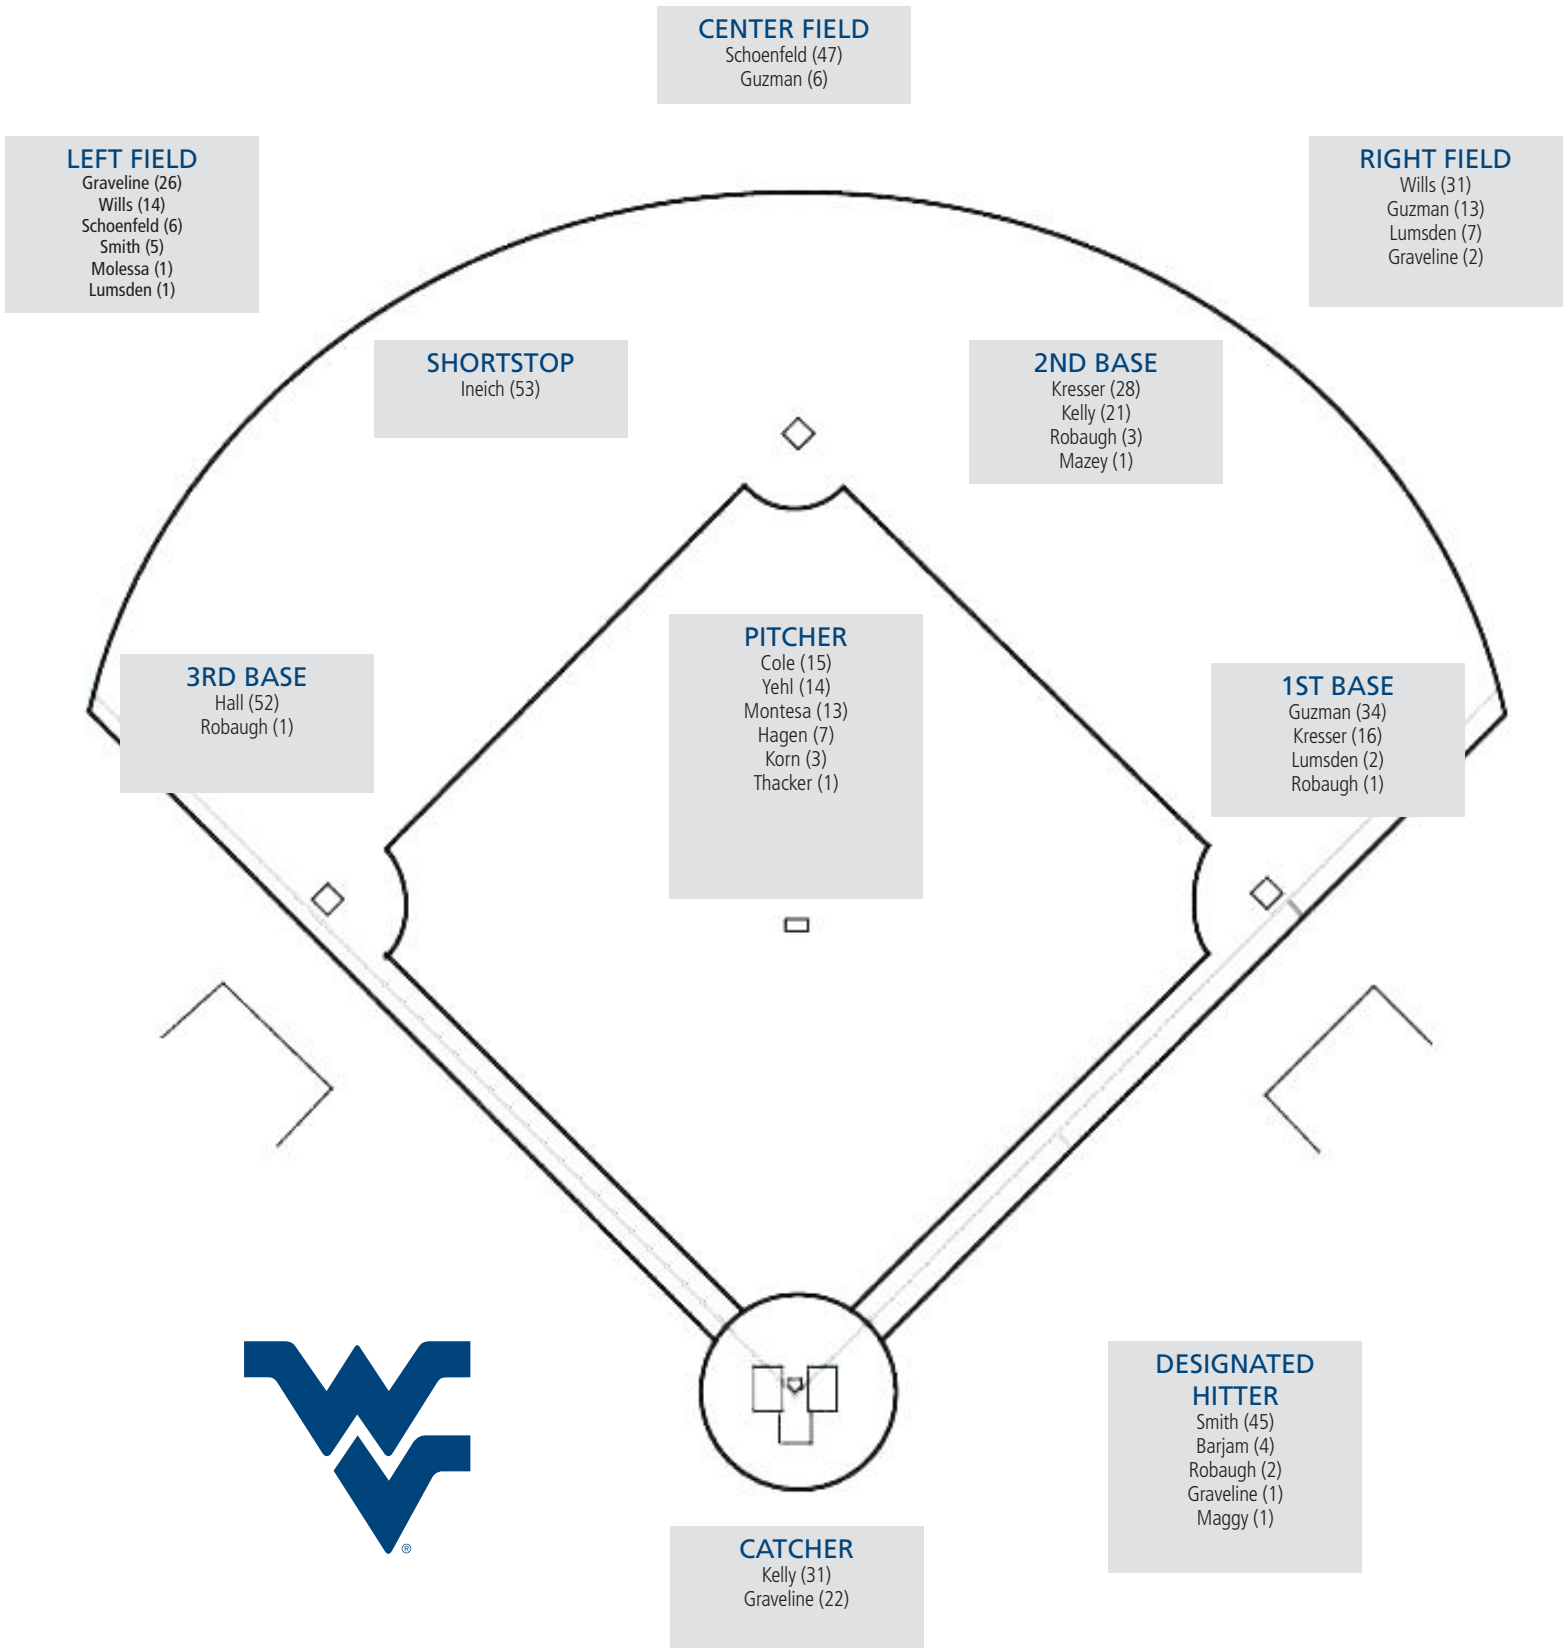 CENTER FIELD
Schoenfeld (47)
Guzman (6)
LEFT FIELD
Graveline (26)
Wills (14)
Schoenfeld (6)
Smith (5)
Molessa (1)
Lumsden (1)
RIGHT FIELD
Wills (31)
Guzman (13)
Lumsden (7)
Graveline (2)
SHORTSTOP
Ineich (53)
2ND BASE
Kresser (28)
Kelly (21)
Robaugh (3)
Mazey (1)
3RD BASE
Hall (52)
Robaugh (1)
PITCHER
Cole (15)
Yehl (14)
Montesa (13)
Hagen (7)
Korn (3)
Thacker (1)
1ST BASE
Guzman (34)
Kresser (16)
Lumsden (2)
Robaugh (1)
WV
®
DESIGNATED
HITTER
Smith (45)
Barjam (4)
Robaugh (2)
Graveline (1)
Maggy (1)
CATCHER
Kelly (31)
Graveline (22)